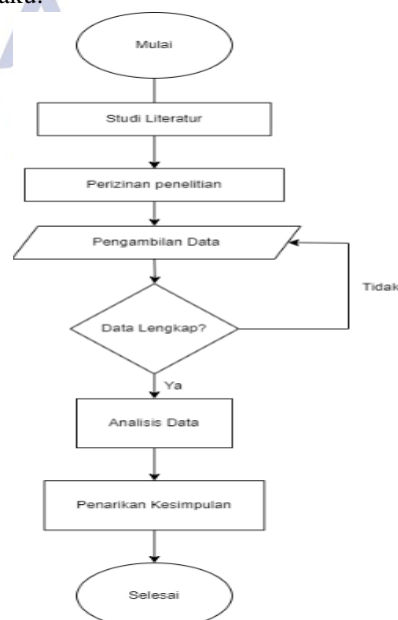 Mulai
Studi Literatur
Perizinan penelitian
Pengambilan Data
Tidak
Data Lengkap?
Ya
Analisis Data
Penarikan Kesimpulan
Selesai